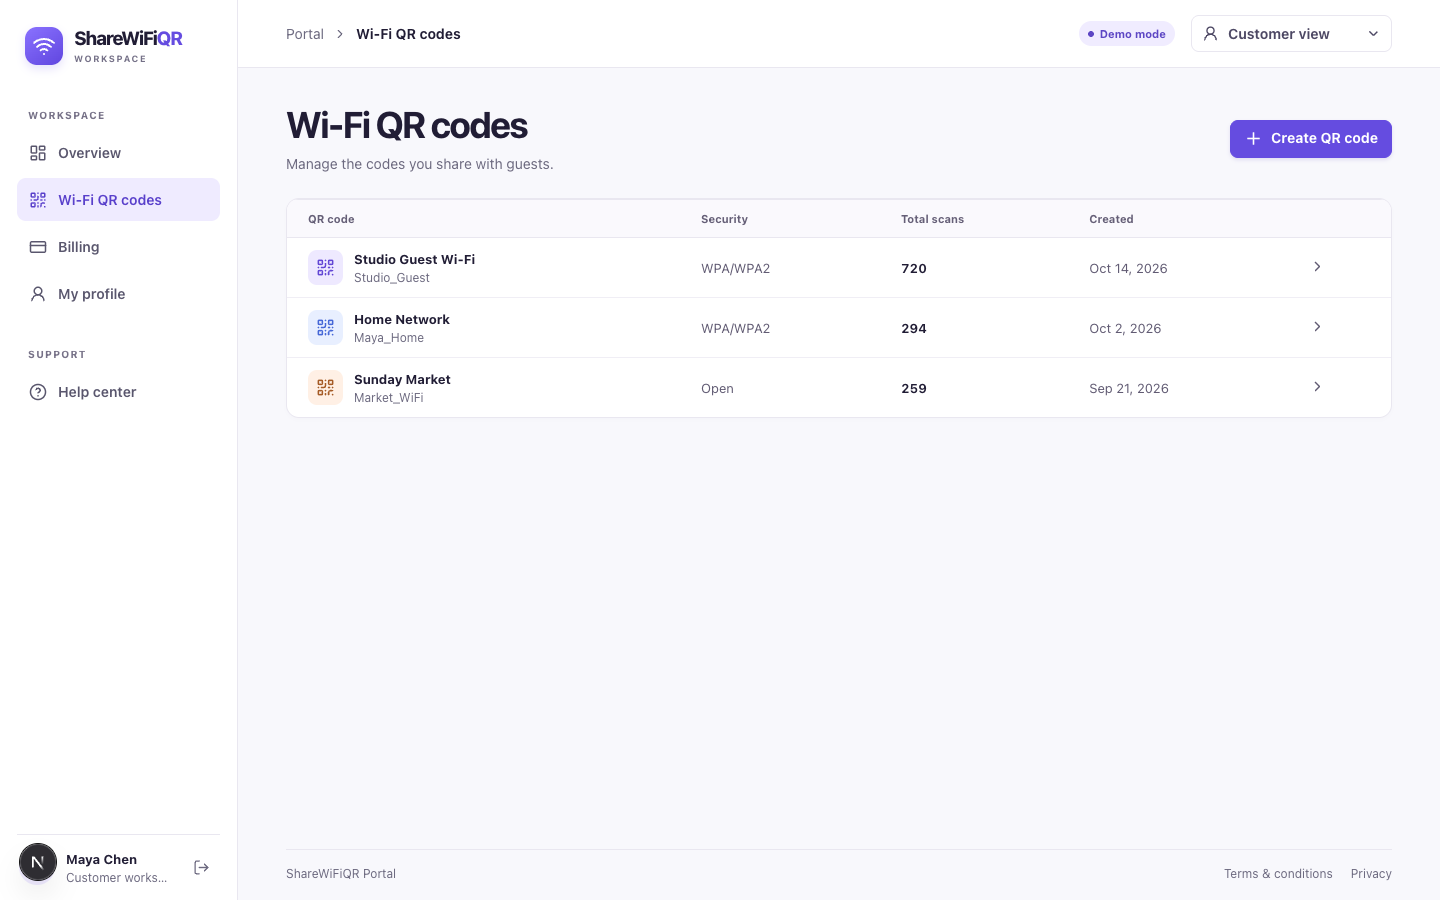 ShareWiFiQR
WORKSPACE
WORKSPACE
Overview
Wi-Fi QR codes
Billing
My profile
SUPPORT
Help center
N
Maya Chen
Customer works...
Portal > Wi-Fi QR codes
Demo mode
Customer view
Wi-Fi QR codes
Manage the codes you share with guests.
Create QR code
QR code Security Total scans Created
Studio Guest Wi-Fi
Studio_Guest
WPA/WPA2 720 Oct 14, 2026
Home Network
Maya_Home
WPA/WPA2 294 Oct 2, 2026
Sunday Market
Market_WiFi
Open 259 Sep 21, 2026
ShareWiFiQR Portal
Terms & conditions Privacy